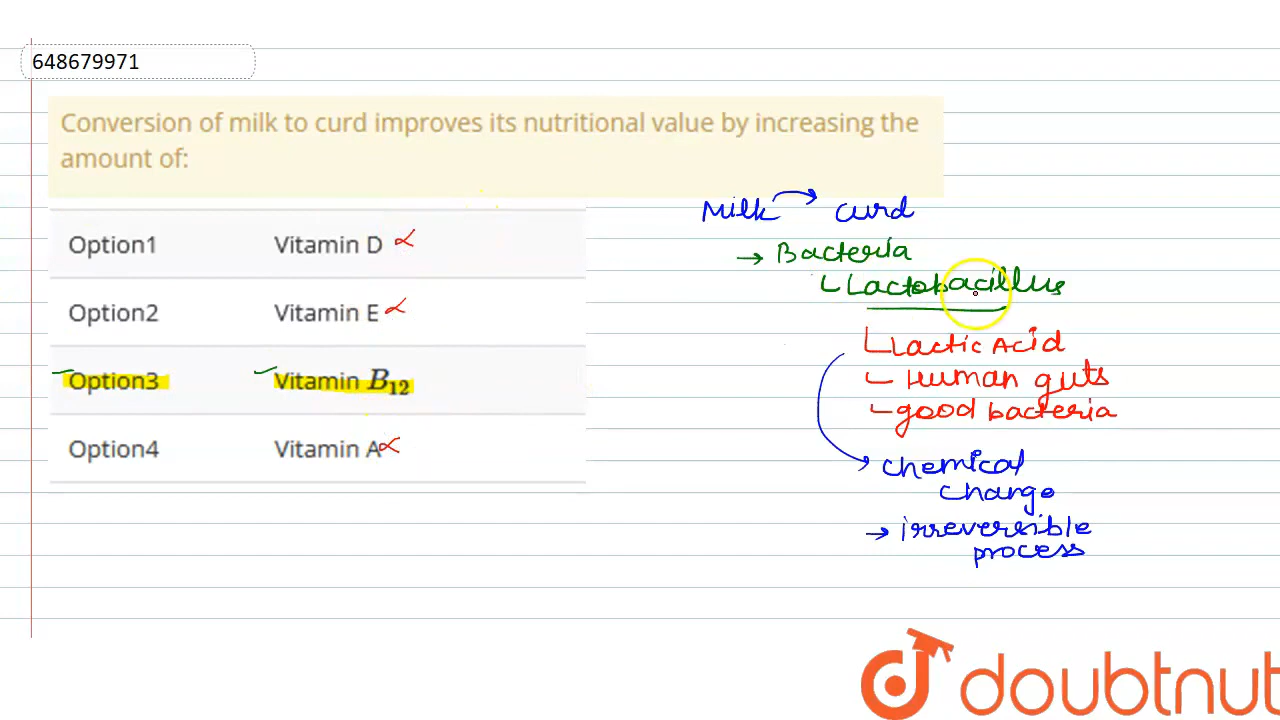 648679971
Conversion of milk to curd improves its nutritional value by increasing the
amount of:
Option1 Vitamin D
Option2 Vitamin E
Option3 Vitamin B12
Option4 Vitamin A
Milk → Curd
→ Bacteria
Lactobacillus
Lactic Acid
Human guts
good bacteria
Chemical
Change
→ irreversible
process
doubtnut